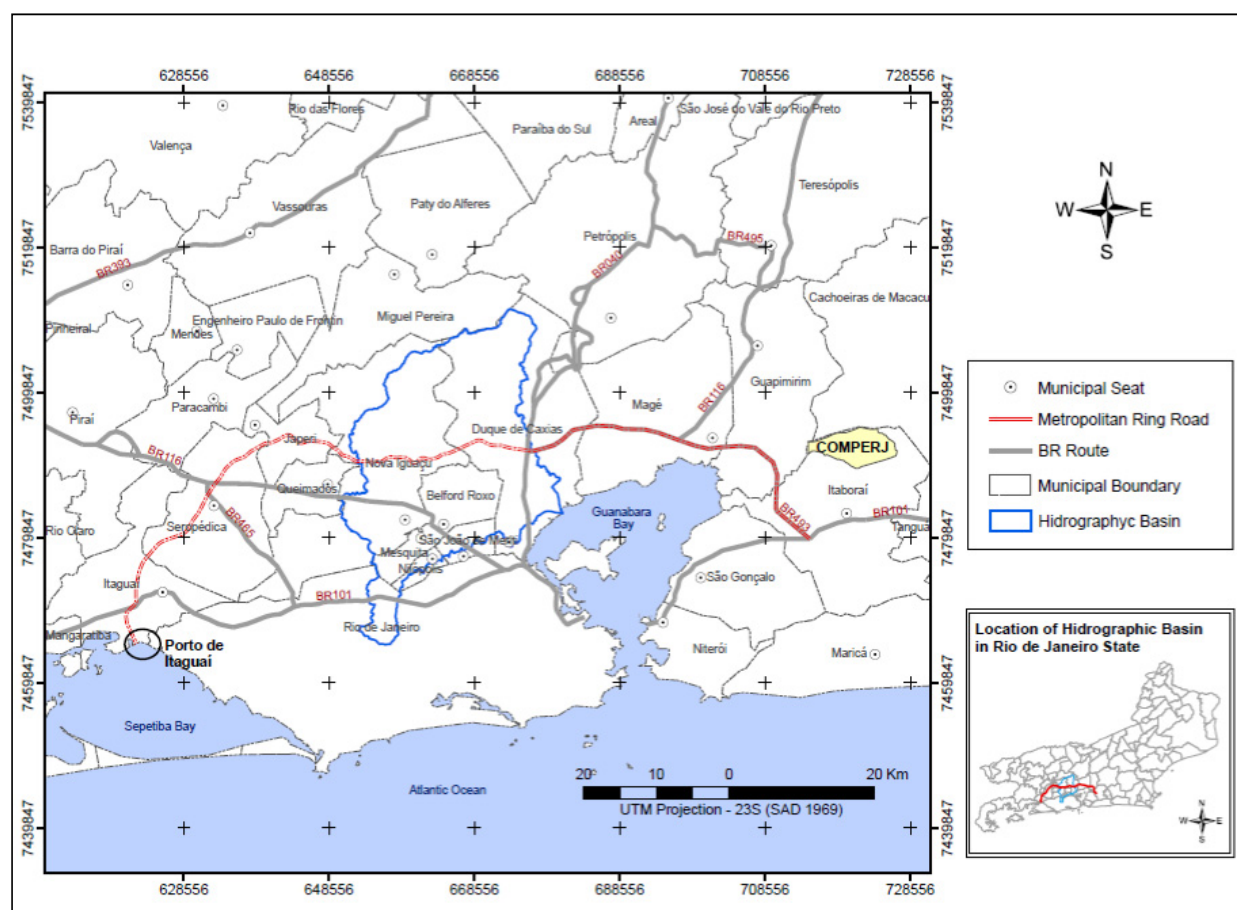 628556
648556
668556
688556
708556
728556
7539847
7539847
Rio das Flores
São José do Vale do Rio Preto
Areal
Paraíba do Sul
Valença
Teresópolis
Vassouras
Paty do Alferes
Petrópolis
BR495
7519847
7519847
Barra do Piraí
BR393
BR040
Cachoeiras de Macacu
Miguel Pereira
Engenheiro Paulo de Frontin
Pinheiral
Mendes
Guapimirim
7499847
7499847
Paracambi
Magé
BR116
Piraí
Duque de Caxias
Japeri
COMPERJ
BR116
Nova Iguaçu
Queimados
Belford Roxo
Itaboraí
Guanabara
Bay
BR493
BR101
Rio Claro
Seropédica
BR465
São João de Meriti
Tanguá
7479847
7479847
Mesquita
Nilópolis
São Gonçalo
Itaguaí
BR101
Rio de Janeiro
Mangaratiba
Porto de
Itaguaí
Niterói
Maricá
7459847
7459847
Sepetiba Bay
Atlantic Ocean
20 10 0 20 Km
UTM Projection - 23S (SAD 1969)
7439847
7439847
628556
648556
668556
688556
708556
728556
N
W E
S
Municipal Seat
Metropolitan Ring Road
BR Route
Municipal Boundary
Hidrographyc Basin
Location of Hidrographic Basin
in Rio de Janeiro State
N
W E
S